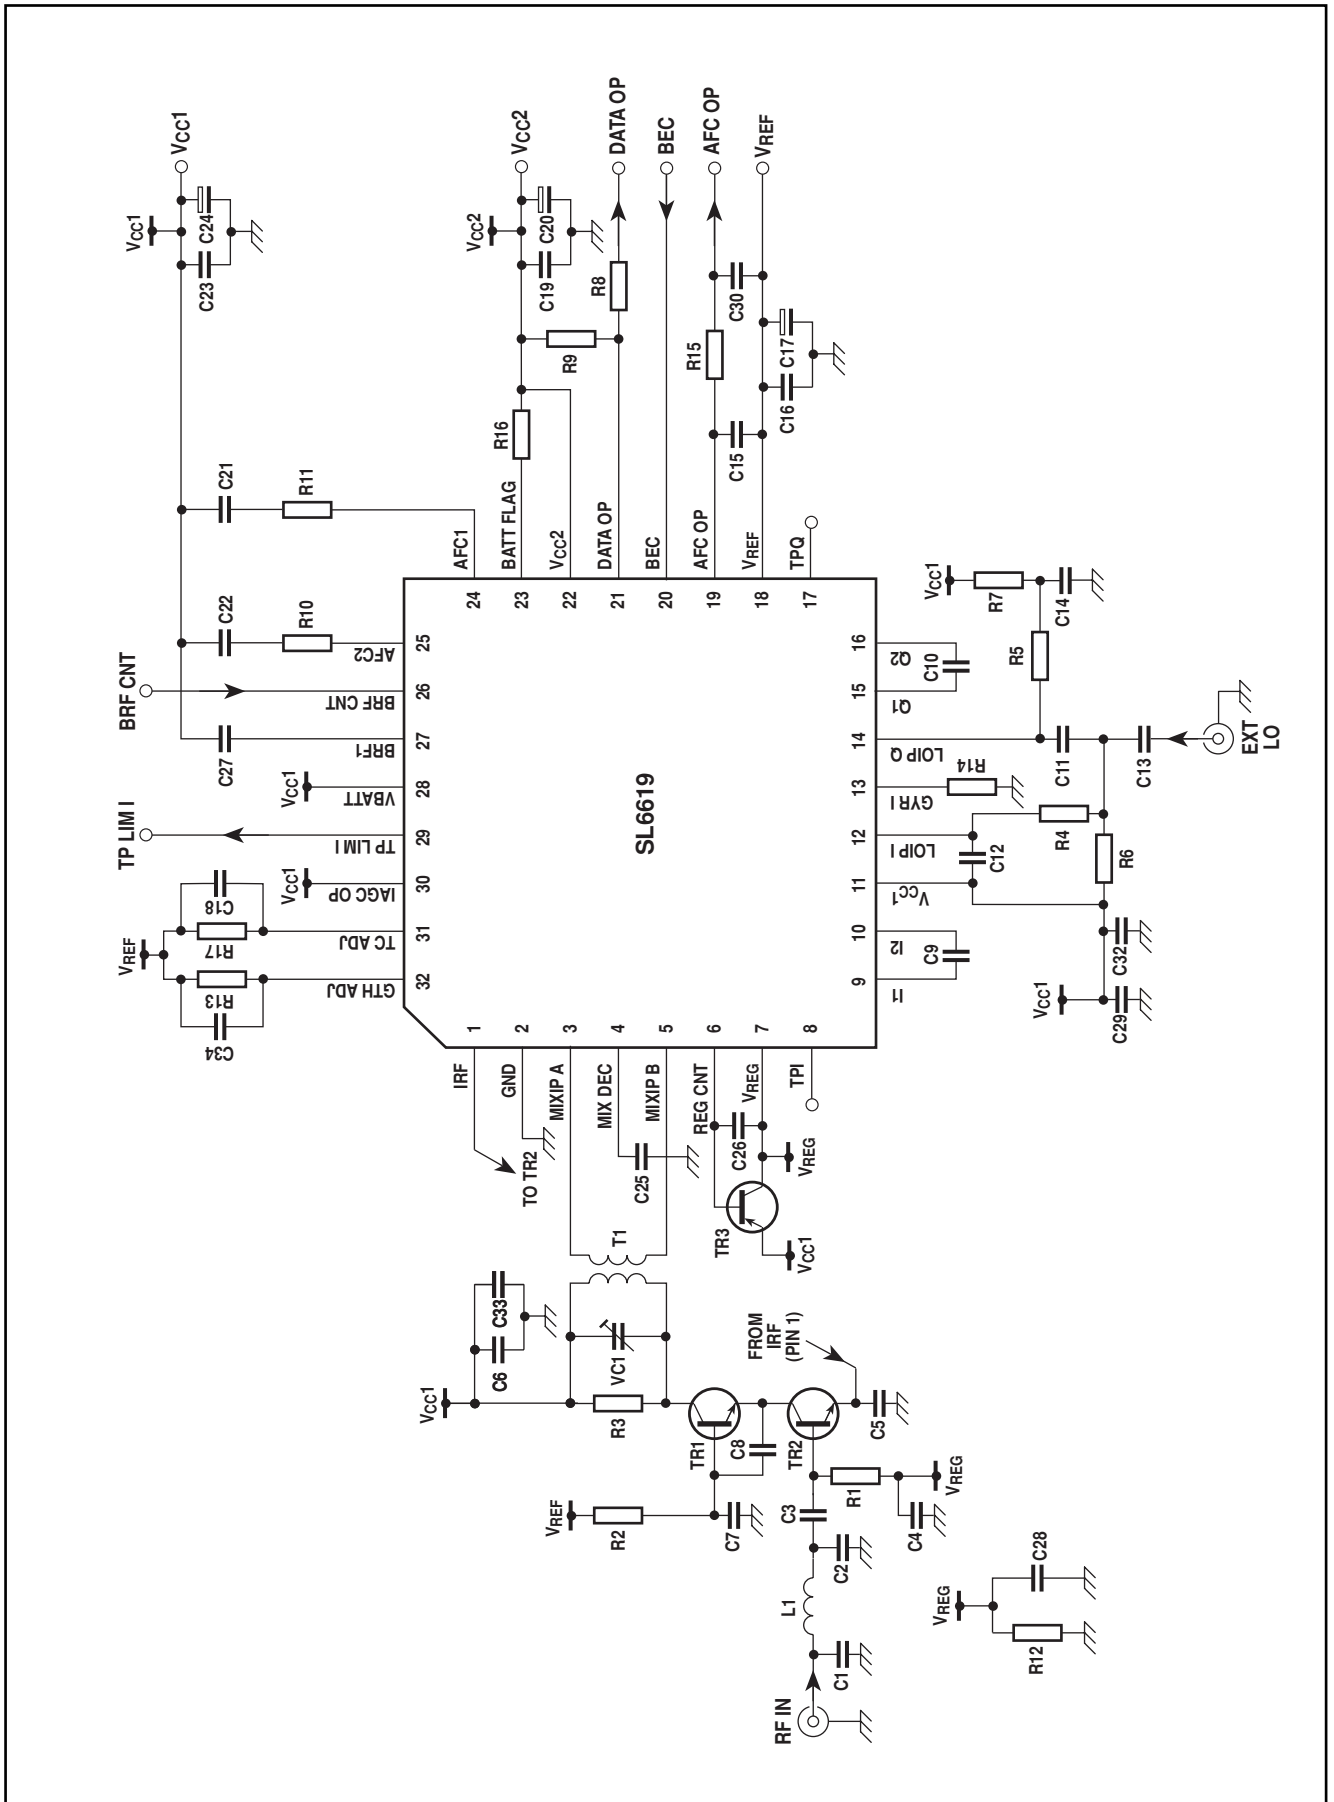 VCC1
VCC1
C24
C23
VCC2
VCC2
C20
C19
DATA OP
R8
R9
BEC
AFC OP
VREF
C30
R15
C17
C16
C15
R16
C21
R11
C22
R10
BRF CNT
C27
VCC1
TP LIM I
VCC1
C18
R17
VREF
R13
C34
AFC1
BATT FLAG
VCC2
DATA OP
BEC
AFC OP
VREF
TPQ
24
23
22
21
20
19
18
17
AFC2
25
BRF CNT
26
BRF1
27
VBATT
28
TP LIM I
29
IAGC OP
30
TC ADJ
31
GTH ADJ
32
SL6619
16
Q2
15
Q1
C10
14
LOIP Q
13
GYR I
R14
12
LOIP I
11
VCC1
C12
10
I2
9
I1
C9
VCC1
R7
C14
R5
C11
C13
EXT
LO
R4
R6
C32
C29
VCC1
1
2
3
4
5
6
7
8
IRF
GND
MIXIP A
MIX DEC
MIXIP B
REG CNT
VREG
TPI
TO TR2
C25
C26
VREG
TR3
VCC1
T1
C33
C6
VC1
VCC1
R3
TR1
C8
TR2
FROM
IRF
(PIN 1)
C5
VREF
R2
C7
C3
R1
C4
VREG
C2
L1
C1
RF IN
VREG
C28
R12